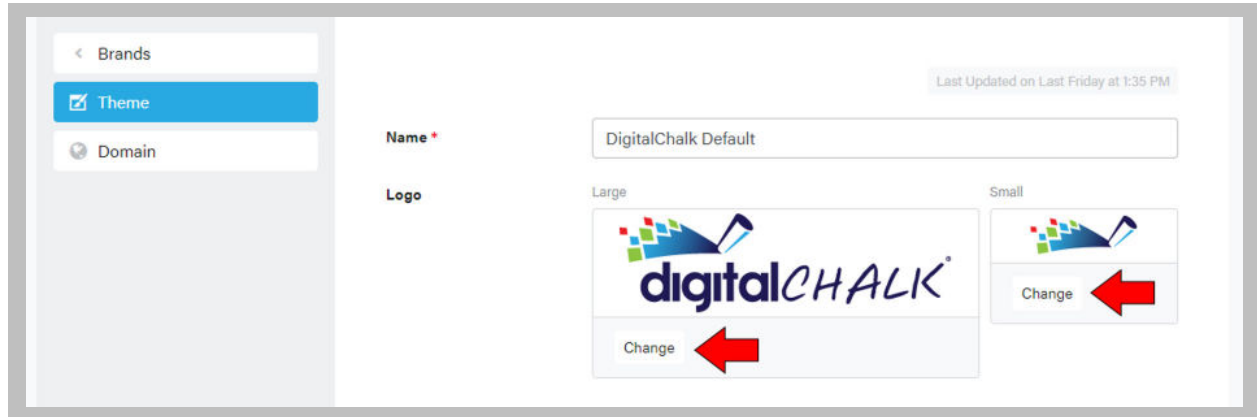 Brands
Theme
Domain
Last Updated on Last Friday at 1:35 PM
Name *
DigitalChalk Default
Logo
Large
Small
digitalCHALK®
Change
Change